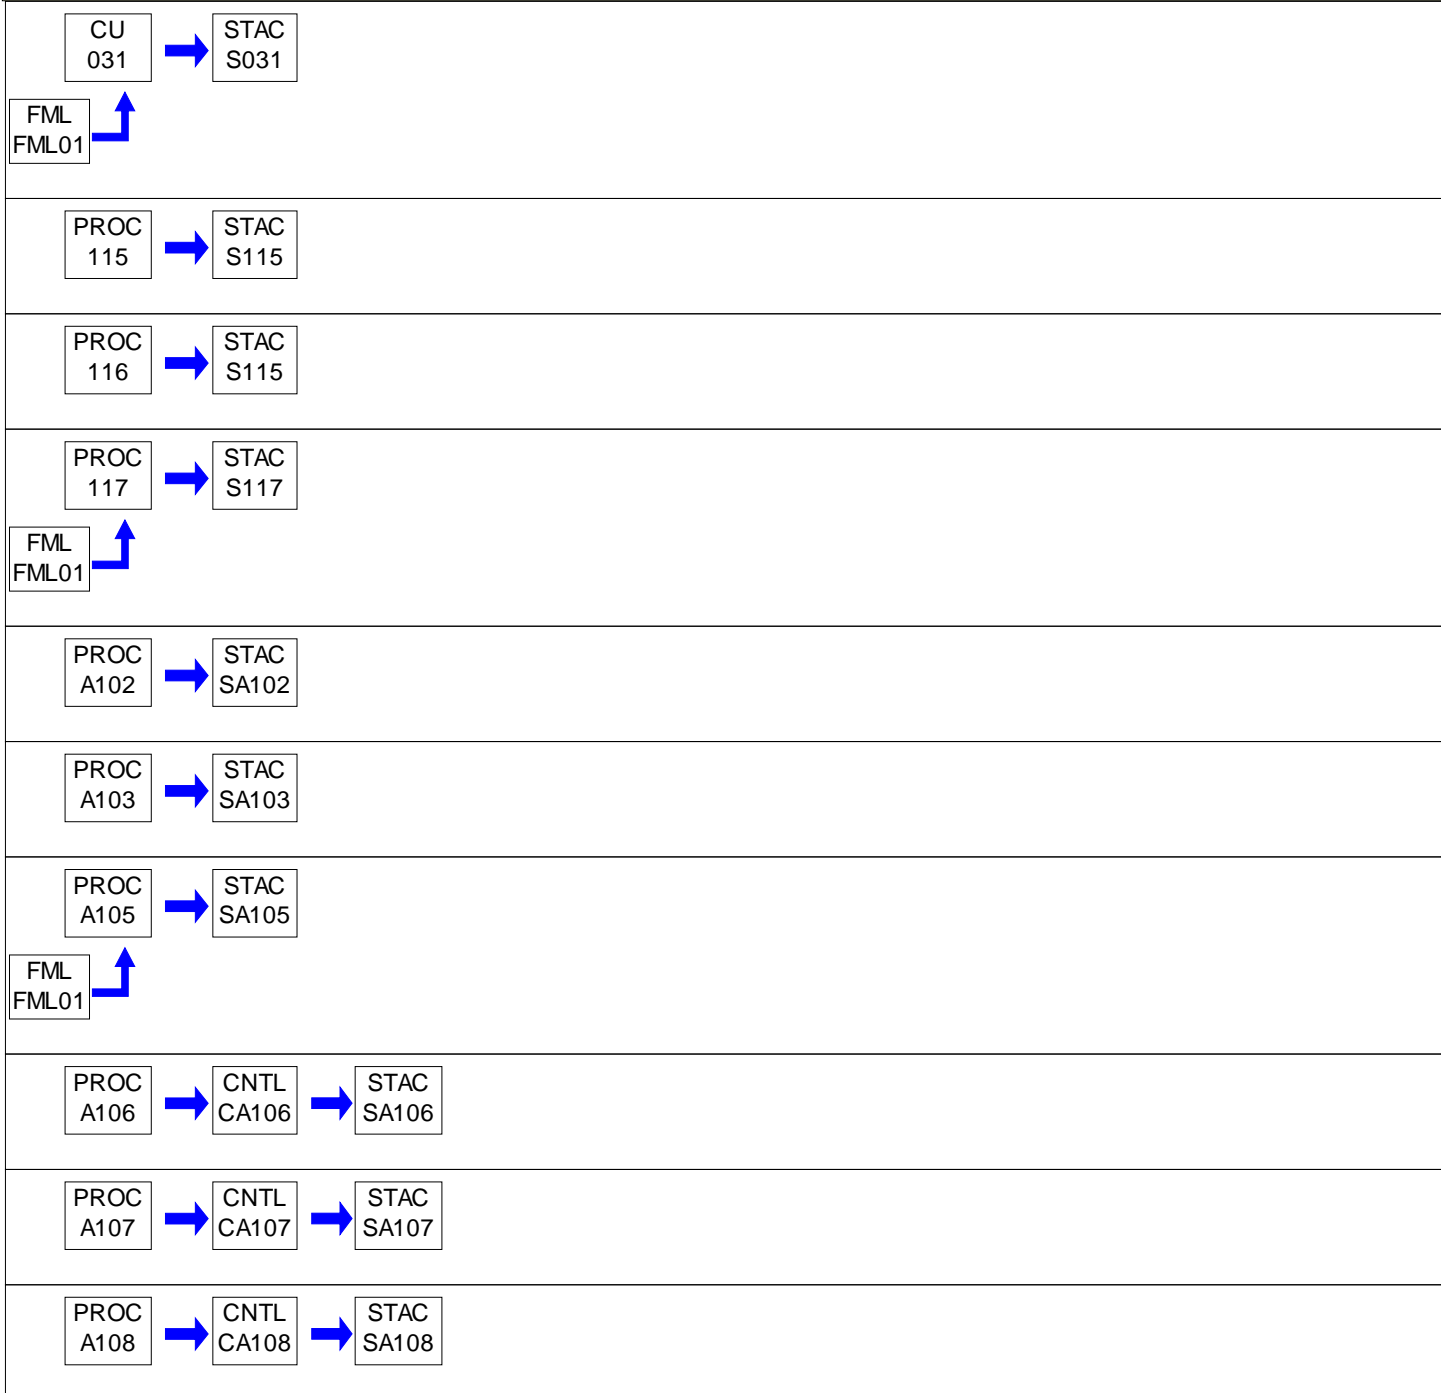 CU
031
STAC
S031
FML
FML01
PROC
115
STAC
S115
PROC
116
STAC
S115
PROC
117
STAC
S117
FML
FML01
PROC
A102
STAC
SA102
PROC
A103
STAC
SA103
PROC
A105
STAC
SA105
FML
FML01
PROC
A106
CNTL
CA106
STAC
SA106
PROC
A107
CNTL
CA107
STAC
SA107
PROC
A108
CNTL
CA108
STAC
SA108